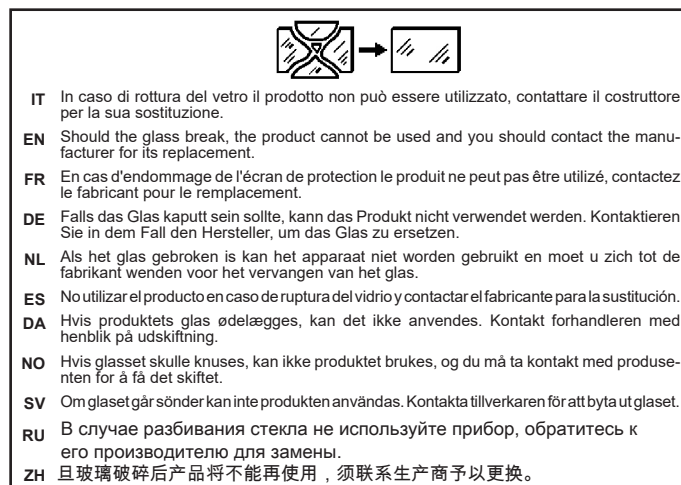 IT In caso di rottura del vetro il prodotto non può essere utilizzato, contattare il costruttore
per la sua sostituzione.
EN Should the glass break, the product cannot be used and you should contact the manu-
facturer for its replacement.
FR En cas d'endommage de l'écran de protection le produit ne peut pas être utilizé, contactez
le fabricant pour le remplacement.
DE Falls das Glas kaputt sein sollte, kann das Produkt nicht verwendet werden. Kontaktieren
Sie in dem Fall den Hersteller, um das Glas zu ersetzen.
NL Als het glas gebroken is kan het apparaat niet worden gebruikt en moet u zich tot de
fabrikant wenden voor het vervangen van het glas.
ES No utilizar el producto en caso de ruptura del vidrio y contactar el fabricante para la sustitución.
DA Hvis produktets glas ødelægges, kan det ikke anvendes. Kontakt forhandleren med
henblik på udskiftning.
NO Hvis glasset skulle knuses, kan ikke produktet brukes, og du må ta kontakt med produse-
nten for å få det skiftet.
SV Om glaset går sönder kan inte produkten användas. Kontakta tillverkaren för att byta ut glaset.
RU В случае разбивания стекла не используйте прибор, обратитесь к
его производителю для замены.
ZH 且玻璃破碎后产品将不能再使用，须联系生产商予以更换。